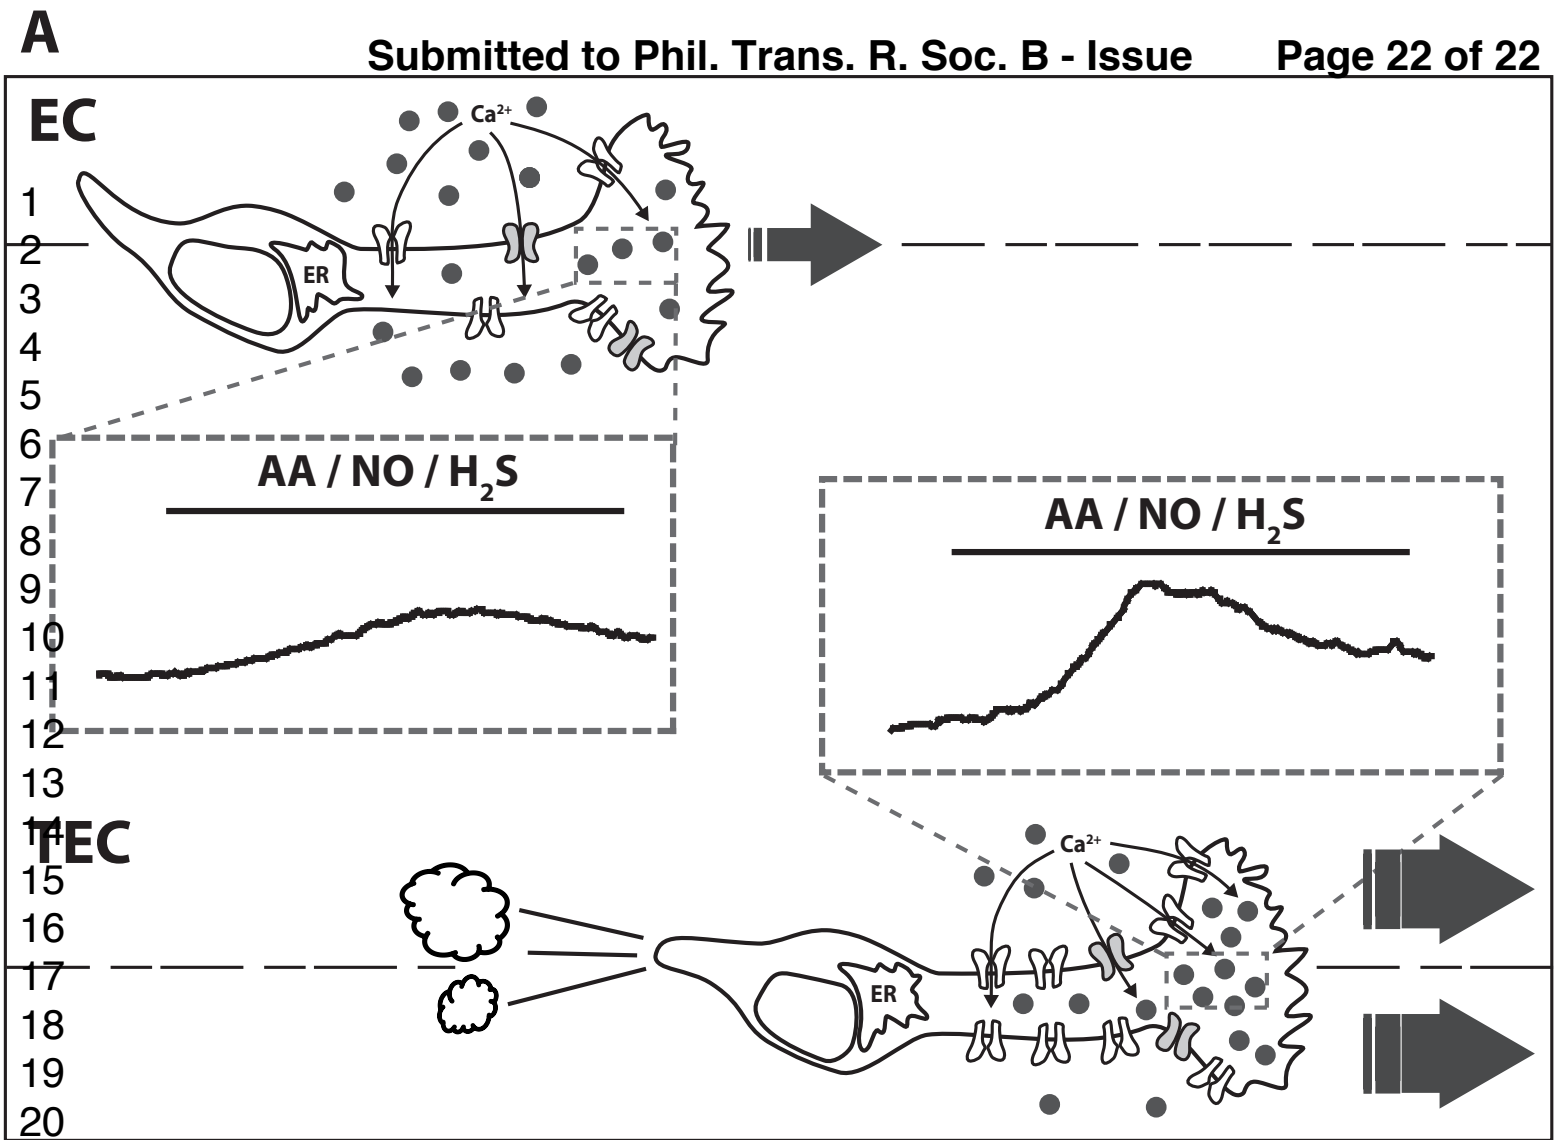 A
Submitted to Phil. Trans. R. Soc. B - Issue Page 22 of 22
EC
Ca²⁺
1
2
ER
3
4
5
6
AA / NO / H₂S
7
AA / NO / H₂S
8
9
10
11
12
13
14
TEC
Ca²⁺
15
16
17
ER
18
19
20